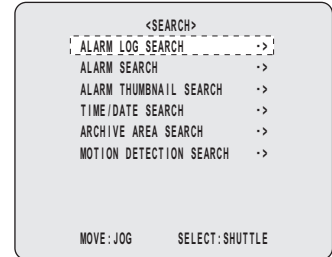 <SEARCH>
ALARM LOG SEARCH ->
ALARM SEARCH ->
ALARM THUMBNAIL SEARCH ->
TIME/DATE SEARCH ->
ARCHIVE AREA SEARCH ->
MOTION DETECTION SEARCH ->
MOVE:JOG SELECT:SHUTTLE